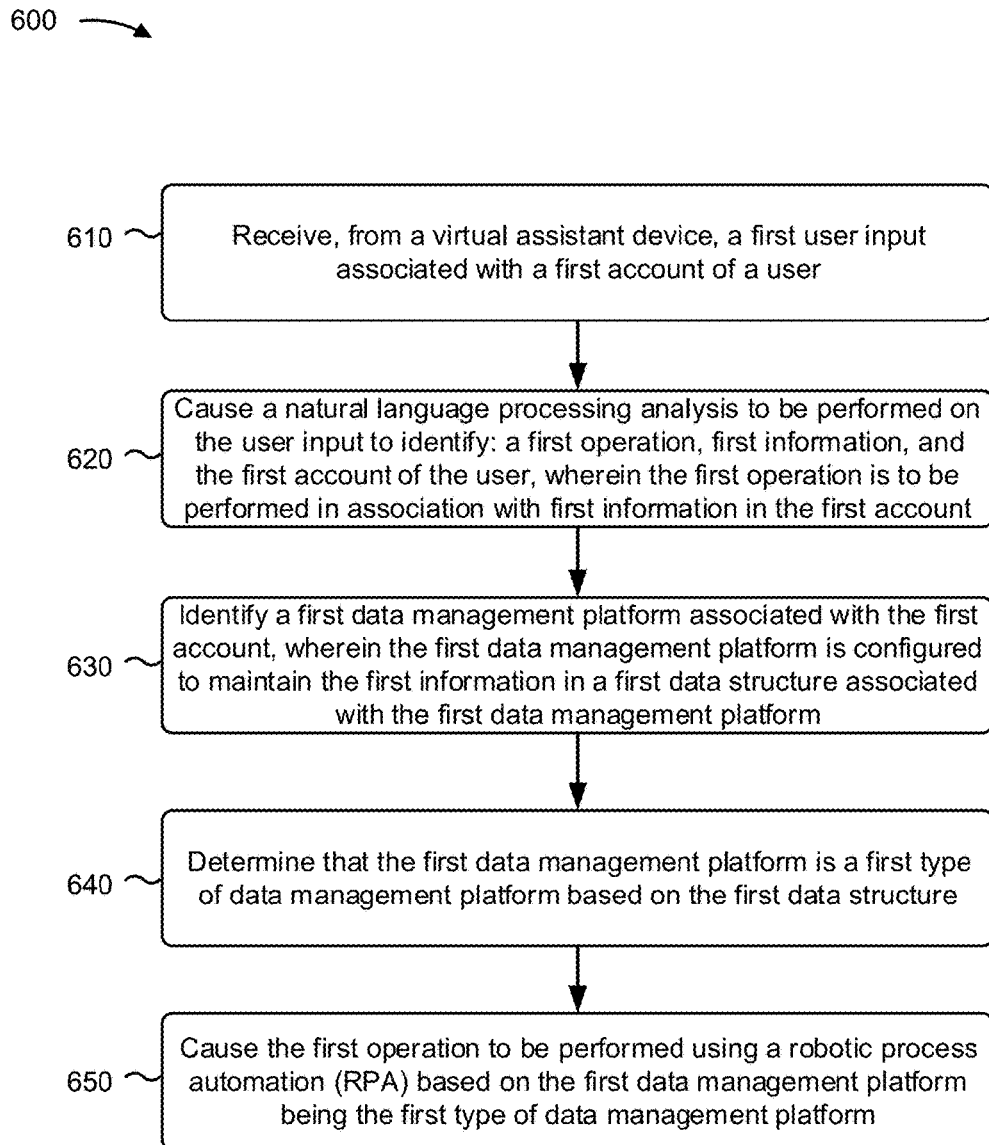 600
610
Receive, from a virtual assistant device, a first user input
associated with a first account of a user
620
Cause a natural language processing analysis to be performed on
the user input to identify: a first operation, first information, and
the first account of the user, wherein the first operation is to be
performed in association with first information in the first account
630
Identify a first data management platform associated with the first
account, wherein the first data management platform is configured
to maintain the first information in a first data structure associated
with the first data management platform
640
Determine that the first data management platform is a first type
of data management platform based on the first data structure
650
Cause the first operation to be performed using a robotic process
automation (RPA) based on the first data management platform
being the first type of data management platform